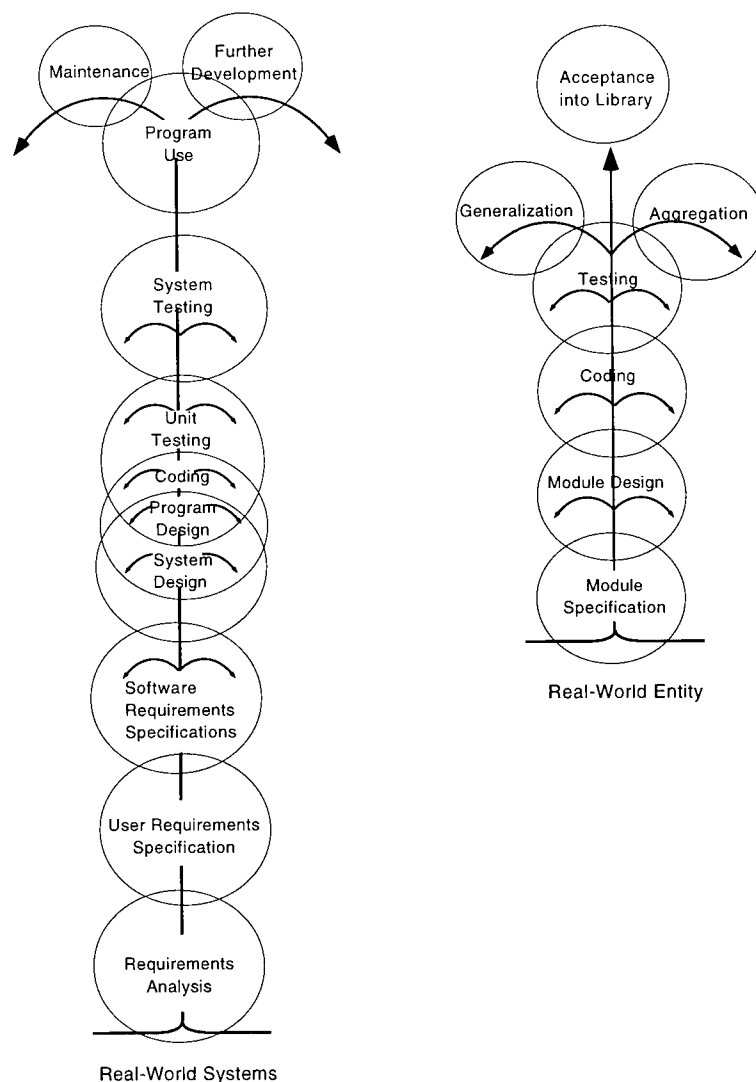 Maintenance
Further
Development
Program
Use
System
Testing
Unit
Testing
Coding
Program
Design
System
Design
Software
Requirements
Specifications
User Requirements
Specification
Requirements
Analysis
Real-World Systems
Acceptance
into Library
Generalization
Aggregation
Testing
Coding
Module Design
Module
Specification
Real-World Entity